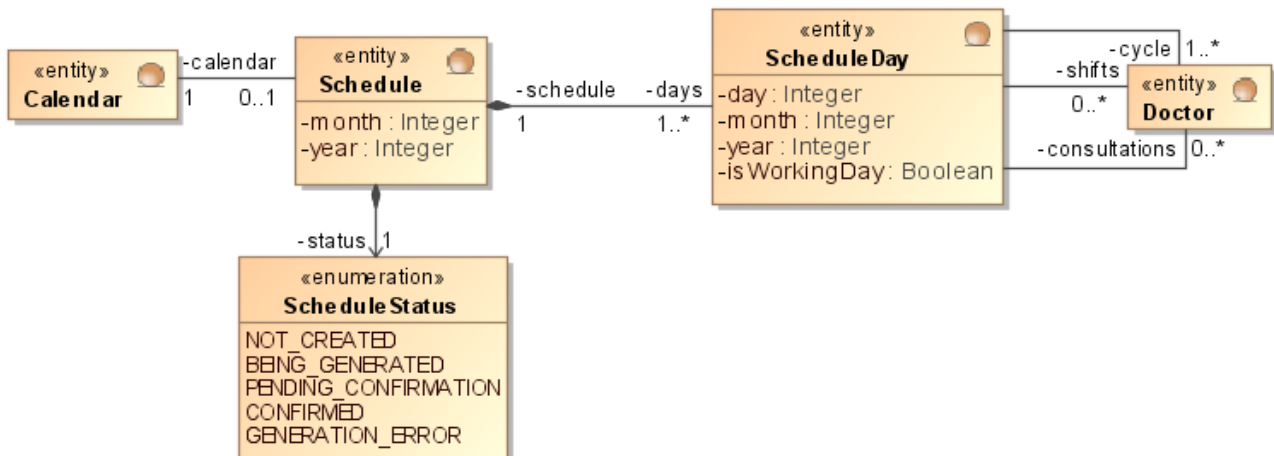 «entity»
Calendar
-calendar
1
0..1
«entity»
Schedule
-month : Integer
-year : Integer
-schedule
1
-days
1..*
«entity»
ScheduleDay
-day : Integer
-month : Integer
-year : Integer
-isWorkingDay : Boolean
-cycle
1..*
-shifts
0..*
«entity»
Doctor
-consultations
0..*
-status
1
«enumeration»
ScheduleStatus
NOT_CREATED
BEING_GENERATED
PENDING_CONFIRMATION
CONFIRMED
GENERATION_ERROR